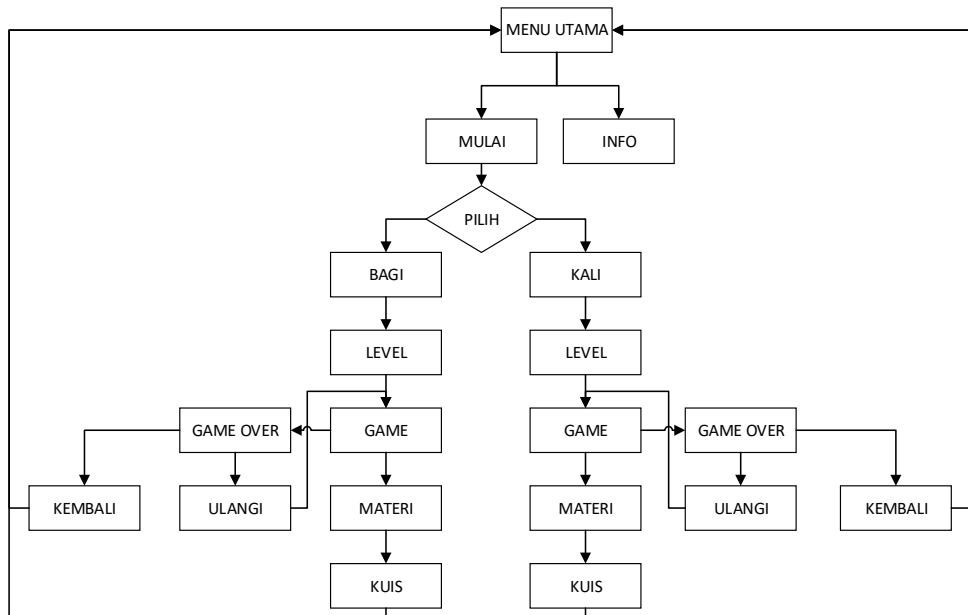 MENU UTAMA
MULAI
INFO
PILIH
BAGI
KALI
LEVEL
LEVEL
GAME OVER
GAME
GAME
GAME OVER
KEMBALI
ULANGI
MATERI
MATERI
ULANGI
KEMBALI
KUIS
KUIS